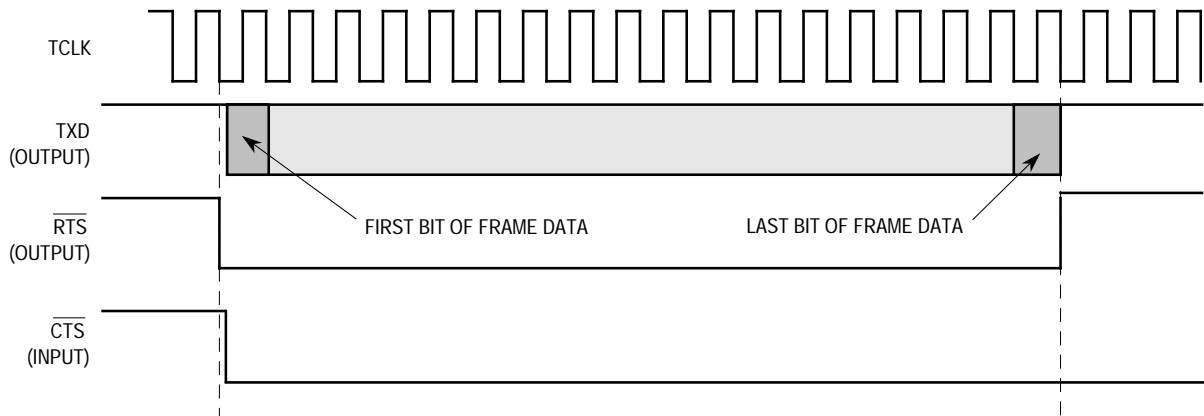 TCLK
TXD
(OUTPUT)
RTS
(OUTPUT)
FIRST BIT OF FRAME DATA
LAST BIT OF FRAME DATA
CTS
(INPUT)